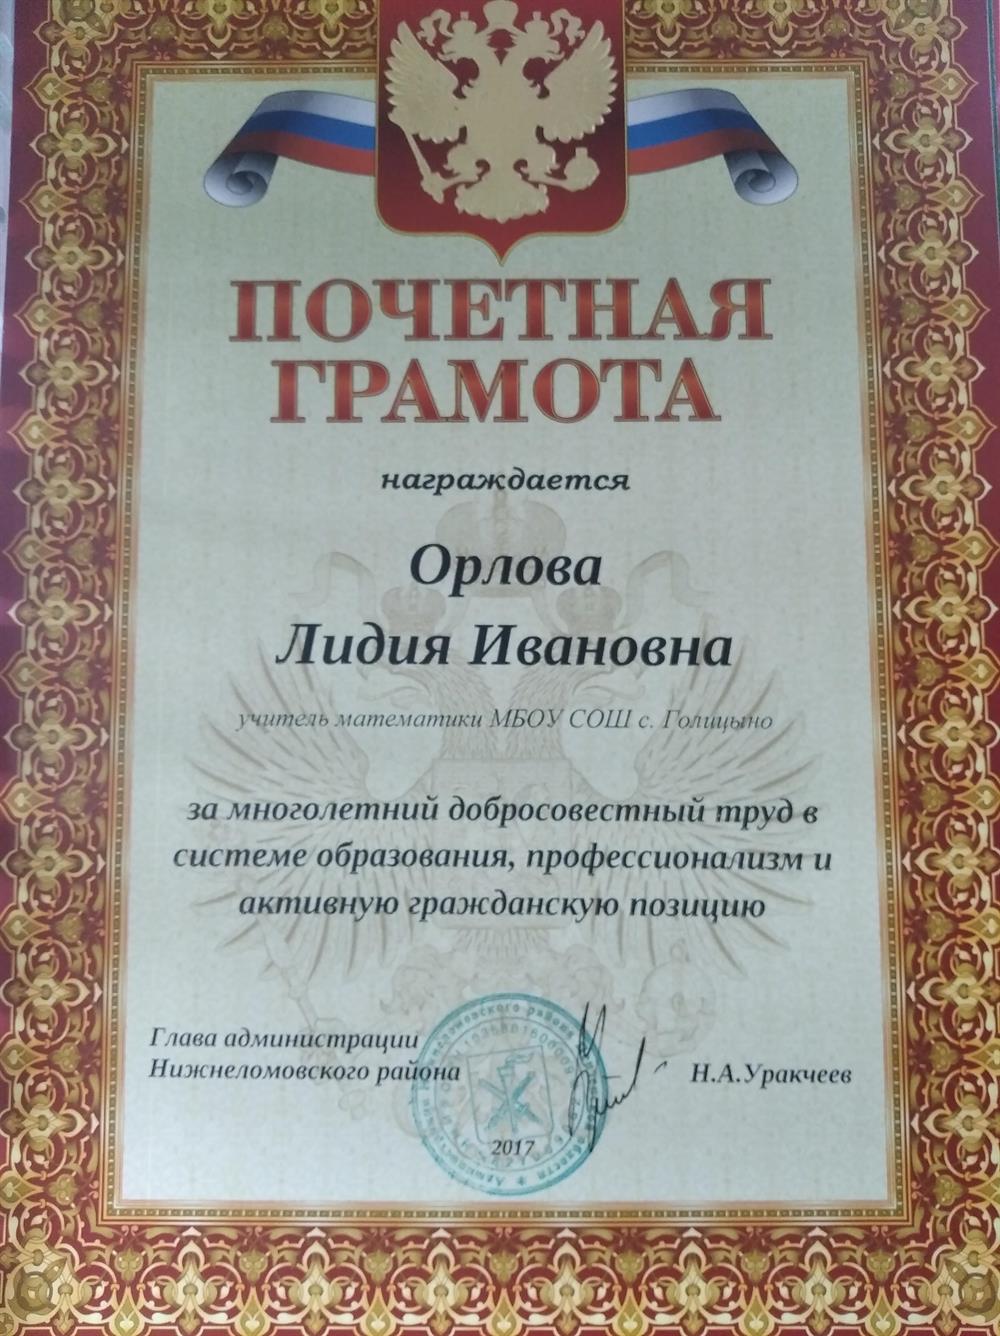 ПОЧЕТНАЯ
ГРАМОТА
награждается
Орлова
Лидия Ивановна
учитель математики МБОУ СОШ с. Голицыно
за многолетний добросовестный труд в
системе образования, профессионализм и
активную гражданскую позицию
Глава администрации
Нижнеломовского района
Н.А.Уракчеев
2017